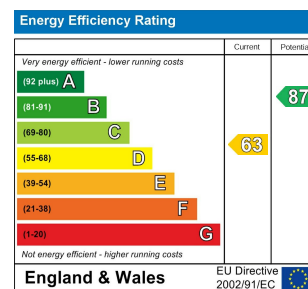 Energy Efficiency Rating
Current
Potentia
Very energy efficient - lower running costs
(92 plus) A
(81-91) B
87
(69-80) C
63
(55-68) D
(39-54) E
(21-38) F
(1-20) G
Not energy efficient - higher running costs
England & Wales
EU Directive
2002/91/EC